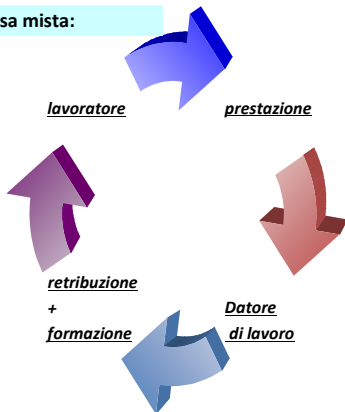 sa mista:
lavoratore
prestazione
retribuzione
+
formazione
Datore
di lavoro